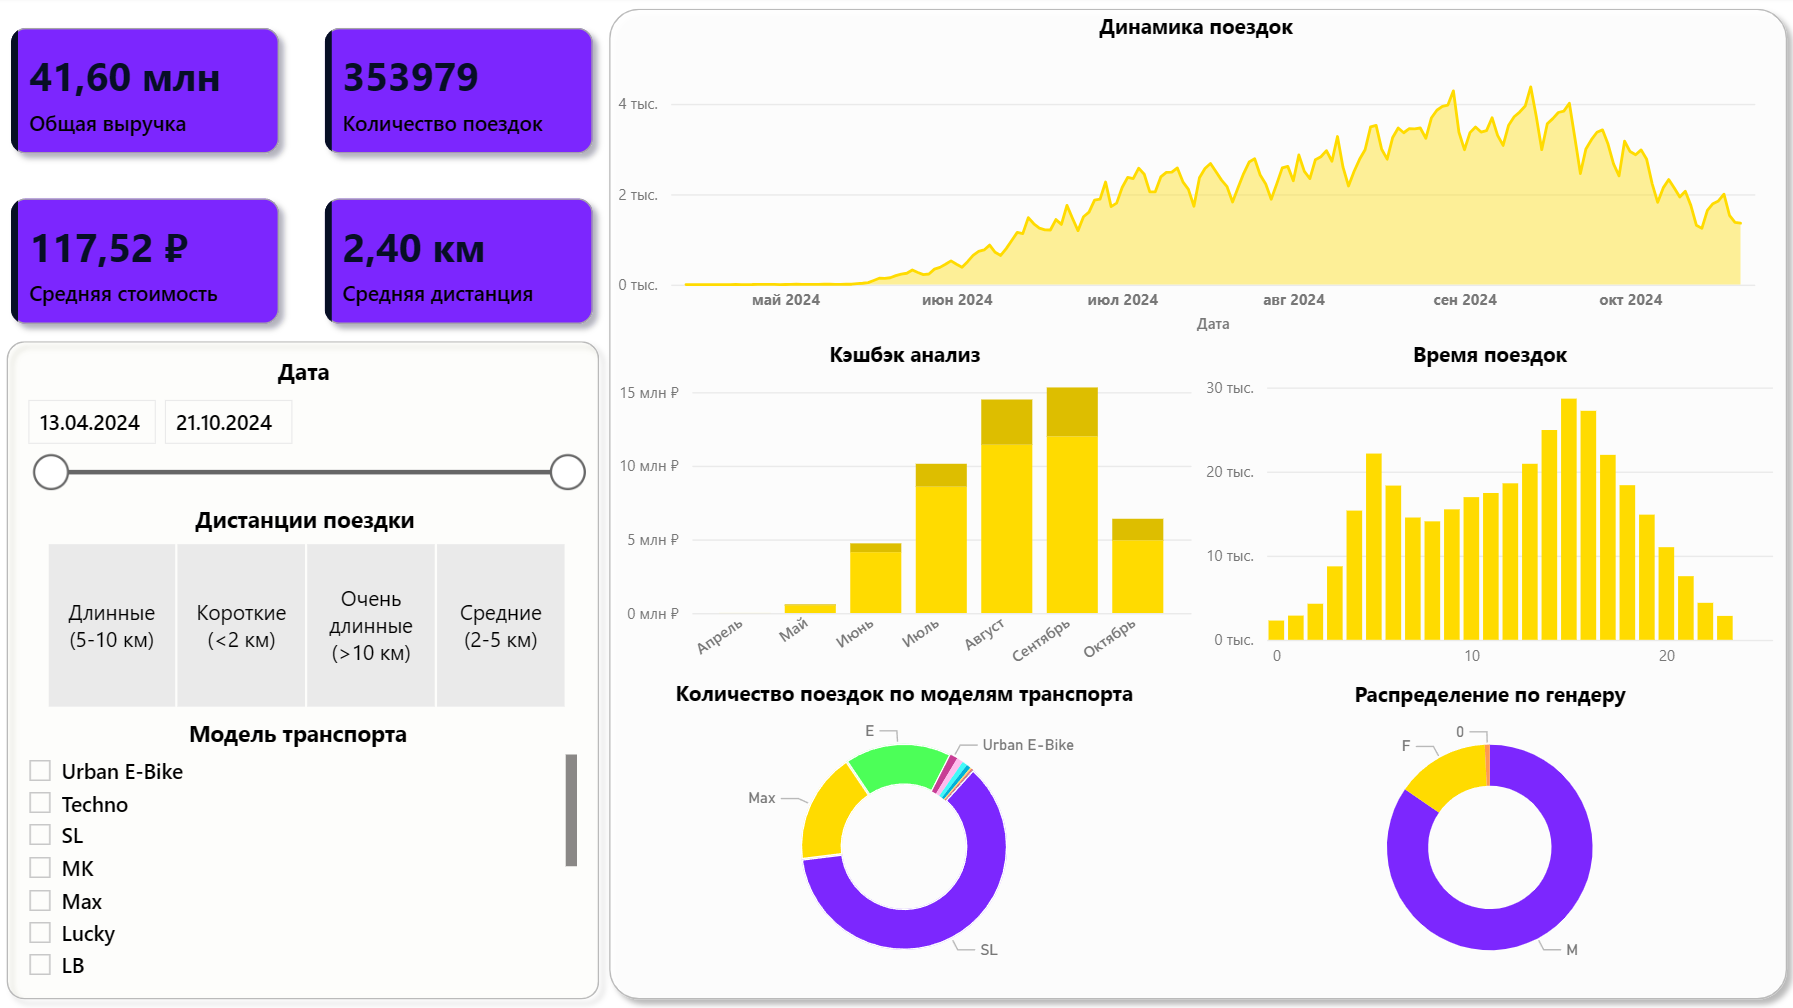 41,60 млн
Общая выручка
353979
Количество поездок
117,52 ₽
Средняя стоимость
2,40 км
Средняя дистанция
Дата
13.04.2024
21.10.2024
Дистанции поездки
Длинные
(5-10 км)
Короткие
(<2 км)
Очень
длинные
(>10 км)
Средние
(2-5 км)
Модель транспорта
Urban E-Bike
Techno
SL
MK
Max
Lucky
LB
Динамика поездок
4 тыс.
2 тыс.
0 тыс.
май 2024
июн 2024
июл 2024
авг 2024
сен 2024
окт 2024
Дата
Кэшбэк анализ
15 млн ₽
10 млн ₽
5 млн ₽
0 млн ₽
Апрель
Май
Июнь
Июль
Август
Сентябрь
Октябрь
Время поездок
30 тыс.
20 тыс.
10 тыс.
0 тыс.
0
10
20
Количество поездок по моделям транспорта
E
Urban E-Bike
Max
SL
Распределение по гендеру
0
F
M